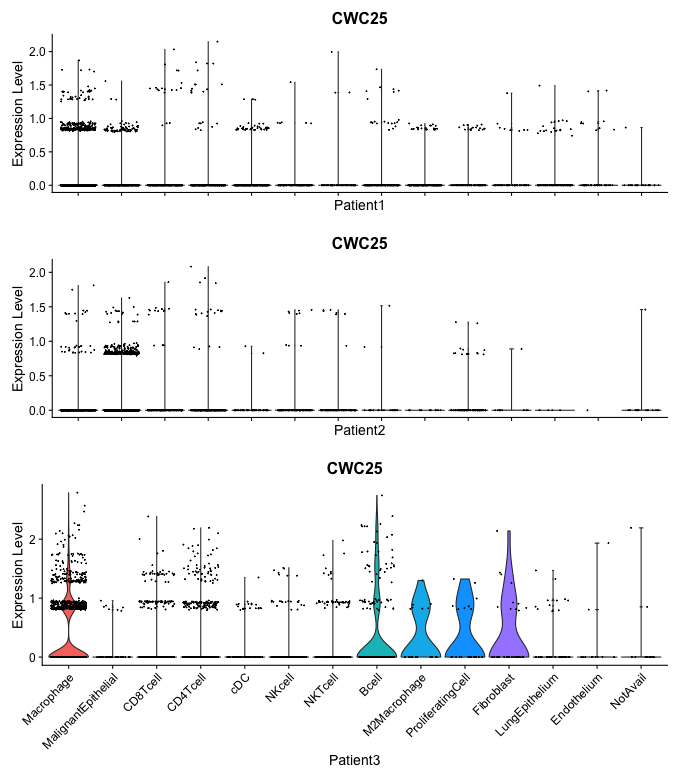 CWC25
Expression Level
2.0
1.5
1.0
0.5
0.0
Patient1
CWC25
Expression Level
2.0
1.5
1.0
0.5
0.0
Patient2
CWC25
Expression Level
2
1
0
Macrophage
MalignantEpithelial
CD8Tcell
CD4Tcell
cDC
NKcell
NKTcell
Bcell
M2Macrophage
ProliferatingCell
Fibroblast
LungEpithelium
Endothelium
NotAvail
Patient3